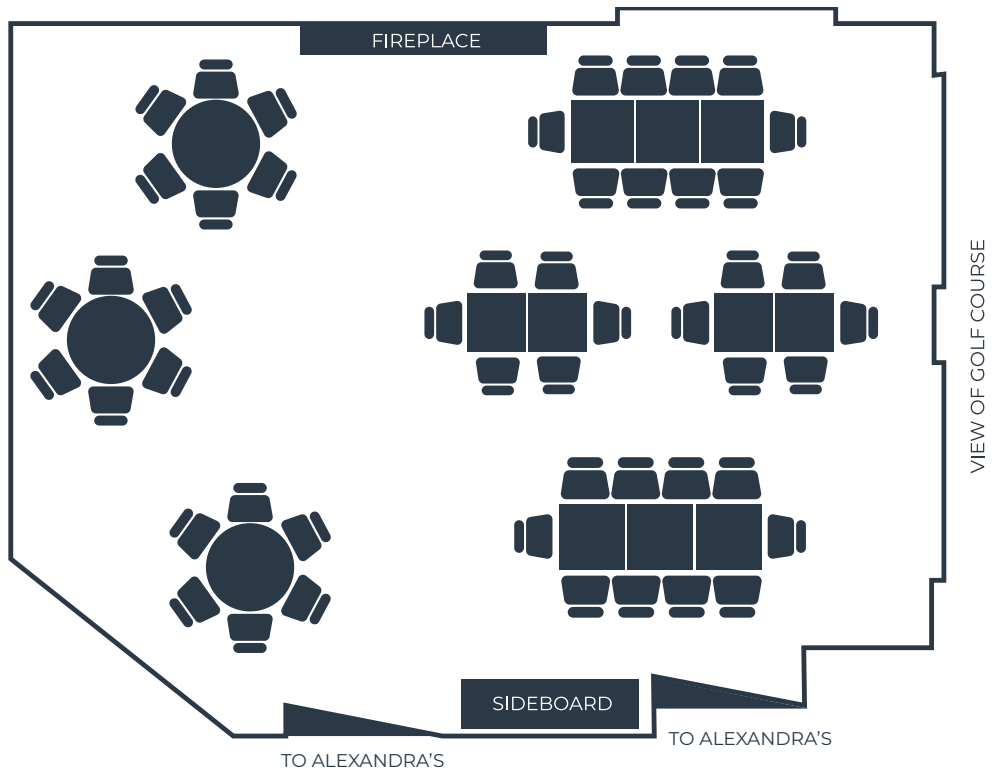 FIREPLACE
VIEW OF GOLF COURSE
SIDEBOARD
TO ALEXANDRA'S
TO ALEXANDRA'S